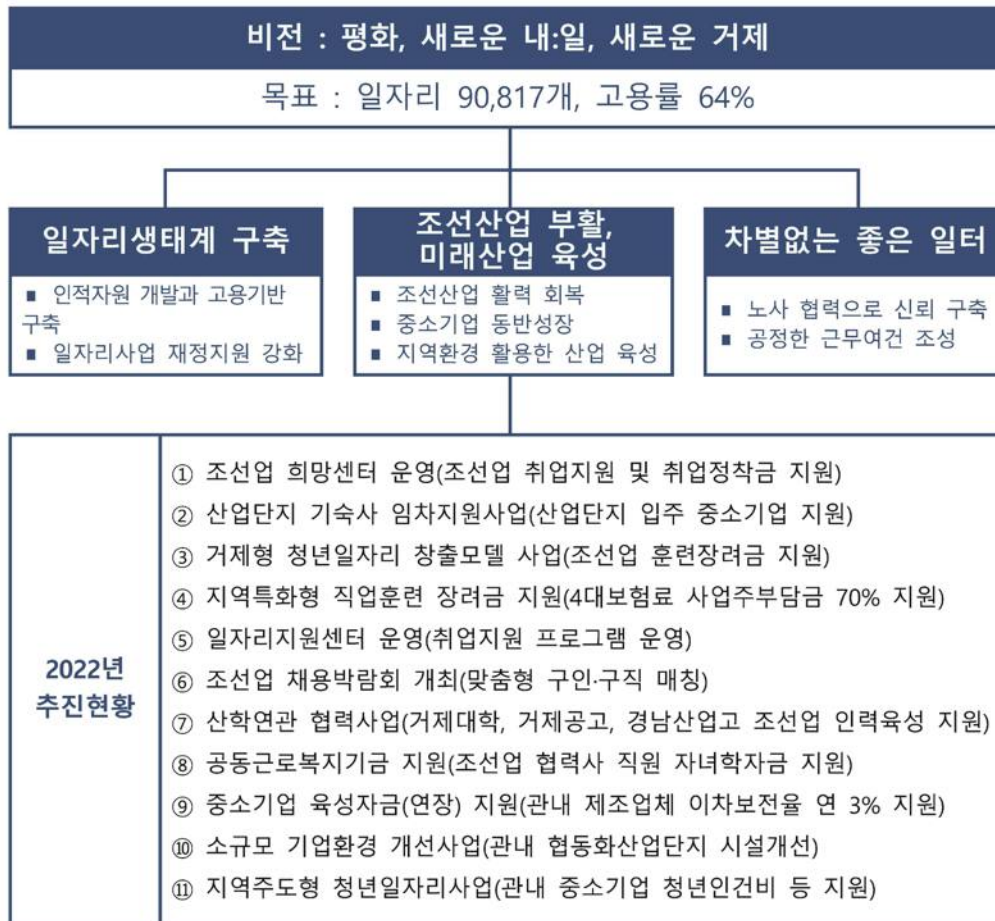 비전 : 평화, 새로운 내:일, 새로운 거제
목표 : 일자리 90,817개, 고용률 64%
일자리생태계 구축
■ 인적자원 개발과 고용기반
구축
■ 일자리사업 재정지원 강화
조선산업 부활,
미래산업 육성
■ 조선산업 활력 회복
■ 중소기업 동반성장
■ 지역환경 활용한 산업 육성
차별없는 좋은 일터
■ 노사 협력으로 신뢰 구축
■ 공정한 근무여건 조성
2022년
추진현황
① 조선업 희망센터 운영(조선업 취업지원 및 취업정착금 지원)
② 산업단지 기숙사 임차지원사업(산업단지 입주 중소기업 지원)
③ 거제형 청년일자리 창출모델 사업(조선업 훈련장려금 지원)
④ 지역특화형 직업훈련 장려금 지원(4대보험료 사업주부담금 70% 지원)
⑤ 일자리지원센터 운영(취업지원 프로그램 운영)
⑥ 조선업 채용박람회 개최(맞춤형 구인·구직 매칭)
⑦ 산학연관 협력사업(거제대학, 거제공고, 경남산업고 조선업 인력육성 지원)
⑧ 공동근로복지기금 지원(조선업 협력사 직원 자녀학자금 지원)
⑨ 중소기업 육성자금(연장) 지원(관내 제조업체 이차보전율 연 3% 지원)
⑩ 소규모 기업환경 개선사업(관내 협동화산업단지 시설개선)
⑪ 지역주도형 청년일자리사업(관내 중소기업 청년인건비 등 지원)